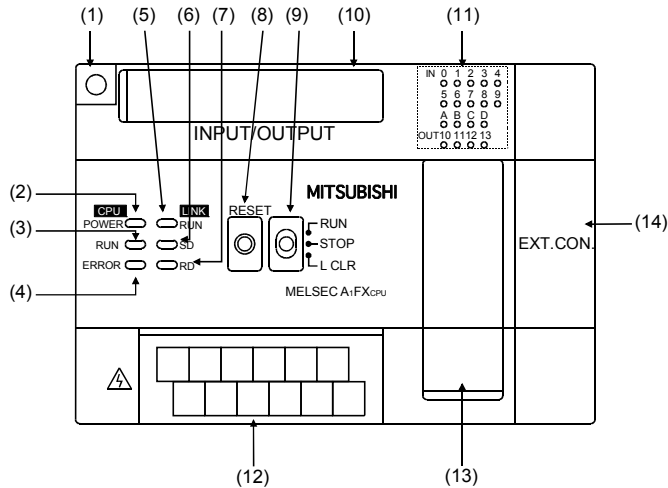 (1) (5) (6) (7) (8) (9) (10) (11)
IN 0 1 2 3 4
5 6 7 8 9
A B C D
OUT10 11 12 13
INPUT/OUTPUT
MITSUBISHI
(2) CPU LINK RESET
(3) POWER RUN RUN
RUN SD STOP EXT.CON. (14)
(4) ERROR RD L CLR
MELSEC A1FXCPU
(12) (13)